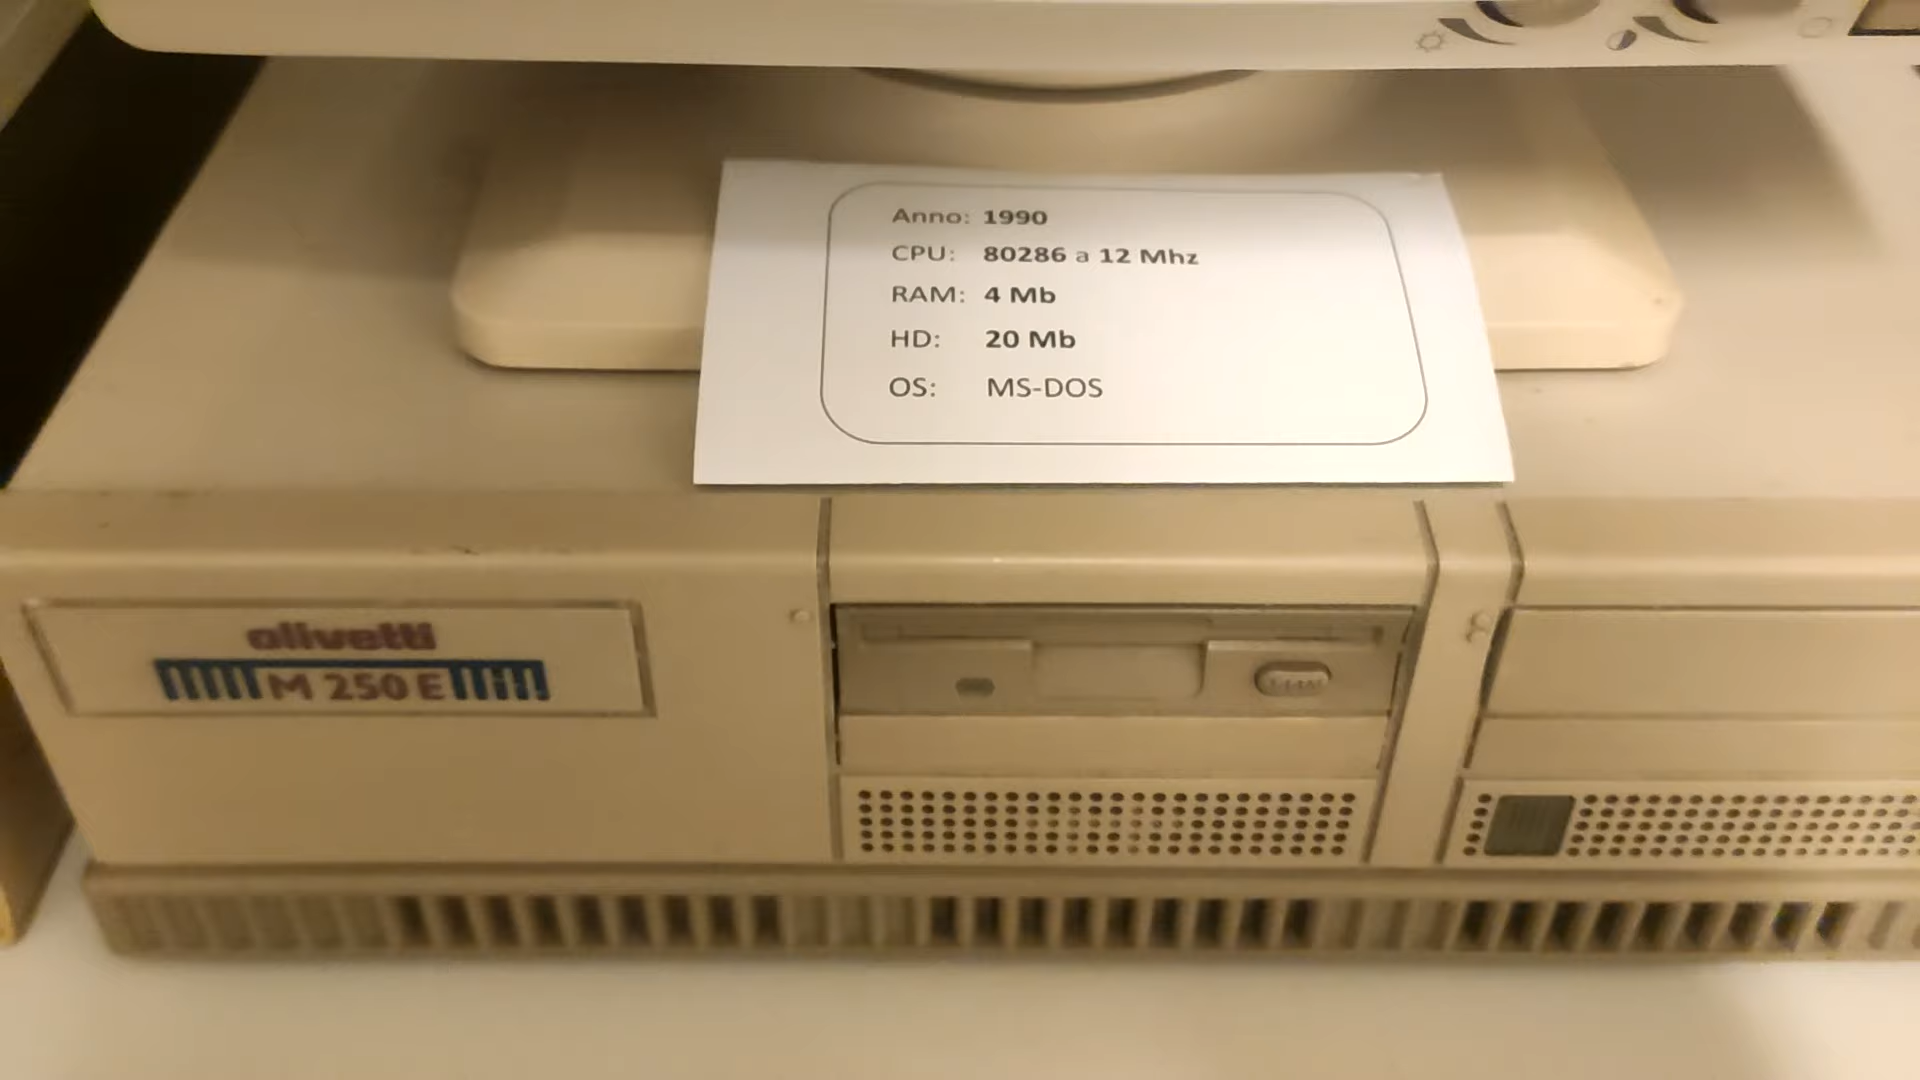 Anno: 1990
CPU: 80286 a 12 Mhz
RAM: 4 Mb
HD: 20 Mb
OS: MS-DOS
olivetti
M 250 E